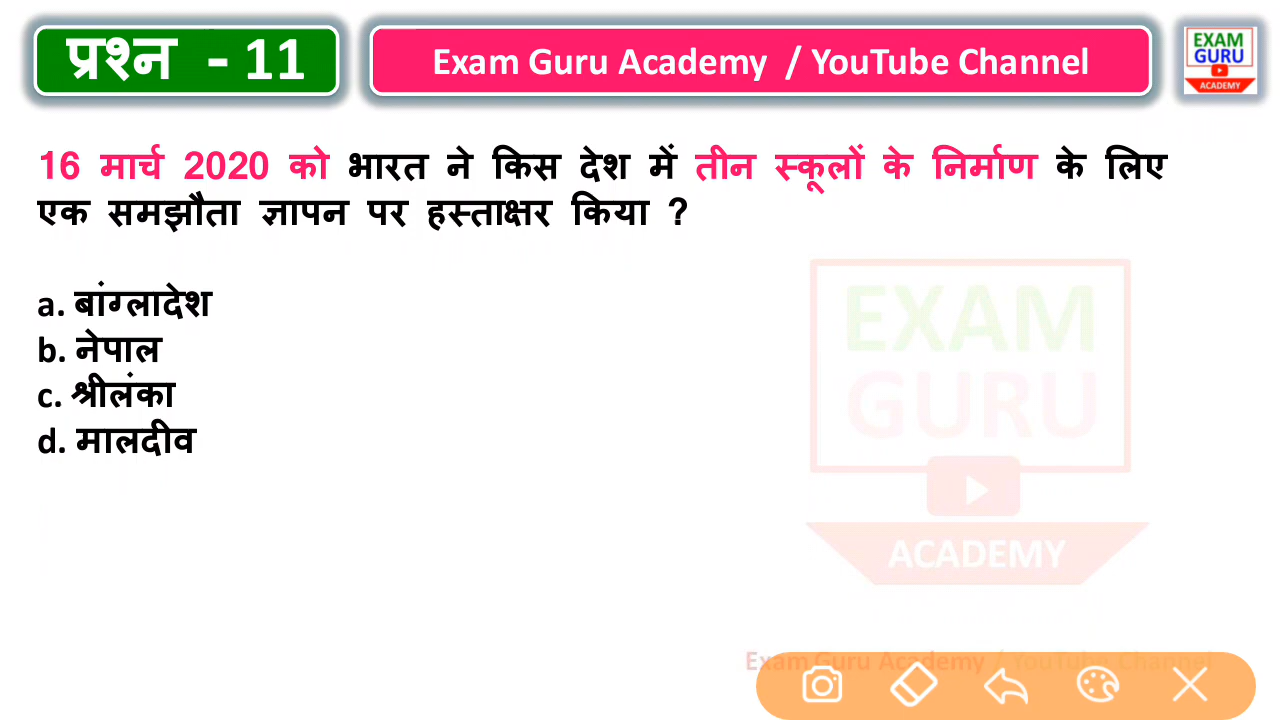 प्रश्न - 11
Exam Guru Academy / YouTube Channel
EXAM
GURU
ACADEMY
16 मार्च 2020 को भारत ने किस देश में तीन स्कूलों के निर्माण के लिए
एक समझौता ज्ञापन पर हस्ताक्षर किया ?
a. बांग्लादेश
b. नेपाल
c. श्रीलंका
d. मालदीव
EXAM
GURU
ACADEMY
Exam Guru Academy / YouTube Channel